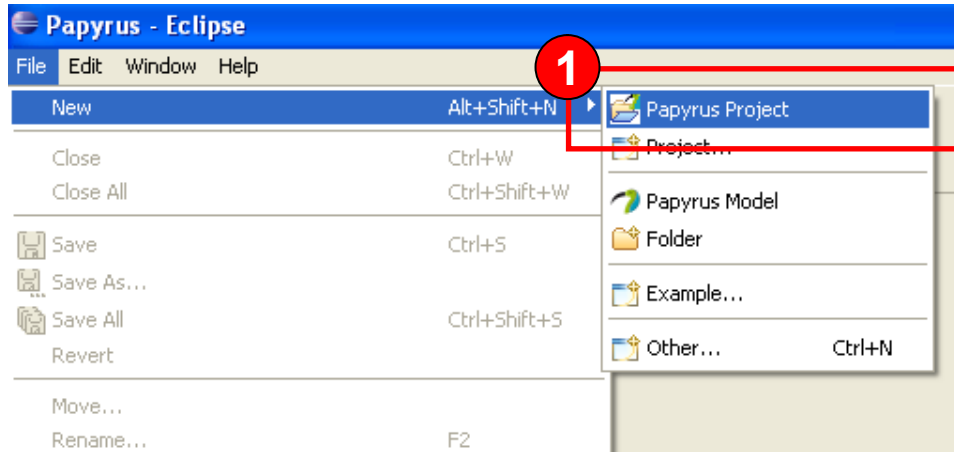 Papyrus - Eclipse
File Edit Window Help
1
New Alt+Shift+N
Papyrus Project
Project...
Close Ctrl+W
Close All Ctrl+Shift+W
Papyrus Model
Save Ctrl+S
Folder
Save As...
Example...
Save All Ctrl+Shift+S
Revert
Other... Ctrl+N
Move...
Rename... F2